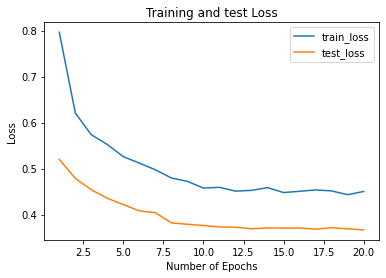 Training and test Loss
train_loss
test_loss
Loss
0.8
0.7
0.6
0.5
0.4
2.5 5.0 7.5 10.0 12.5 15.0 17.5 20.0
Number of Epochs